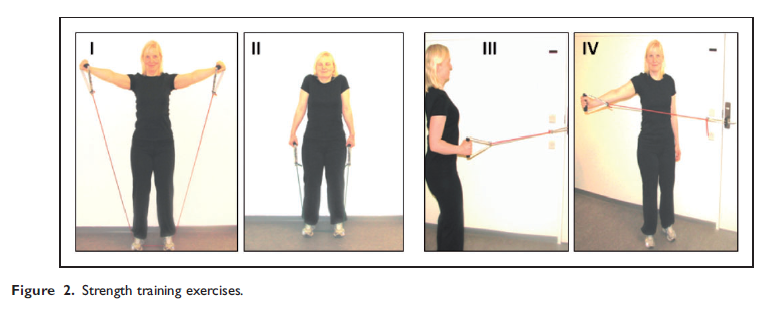 I
II
III
IV
Figure 2. Strength training exercises.